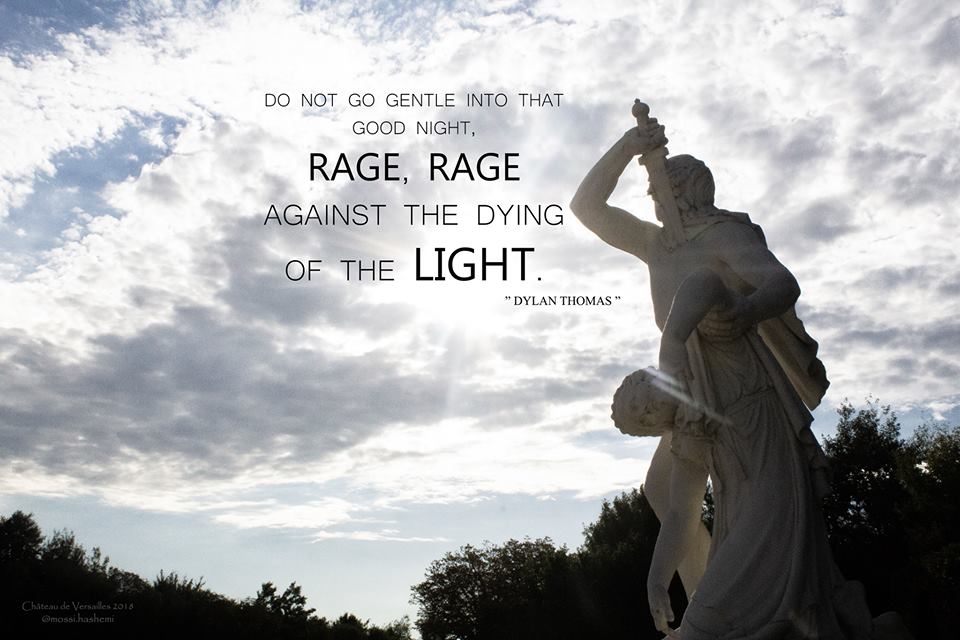 DO NOT GO GENTLE INTO THAT
GOOD NIGHT,
RAGE, RAGE
AGAINST THE DYING
OF THE LIGHT.
" DYLAN THOMAS "
Château de Versailles 2018
@mossi.hashemi